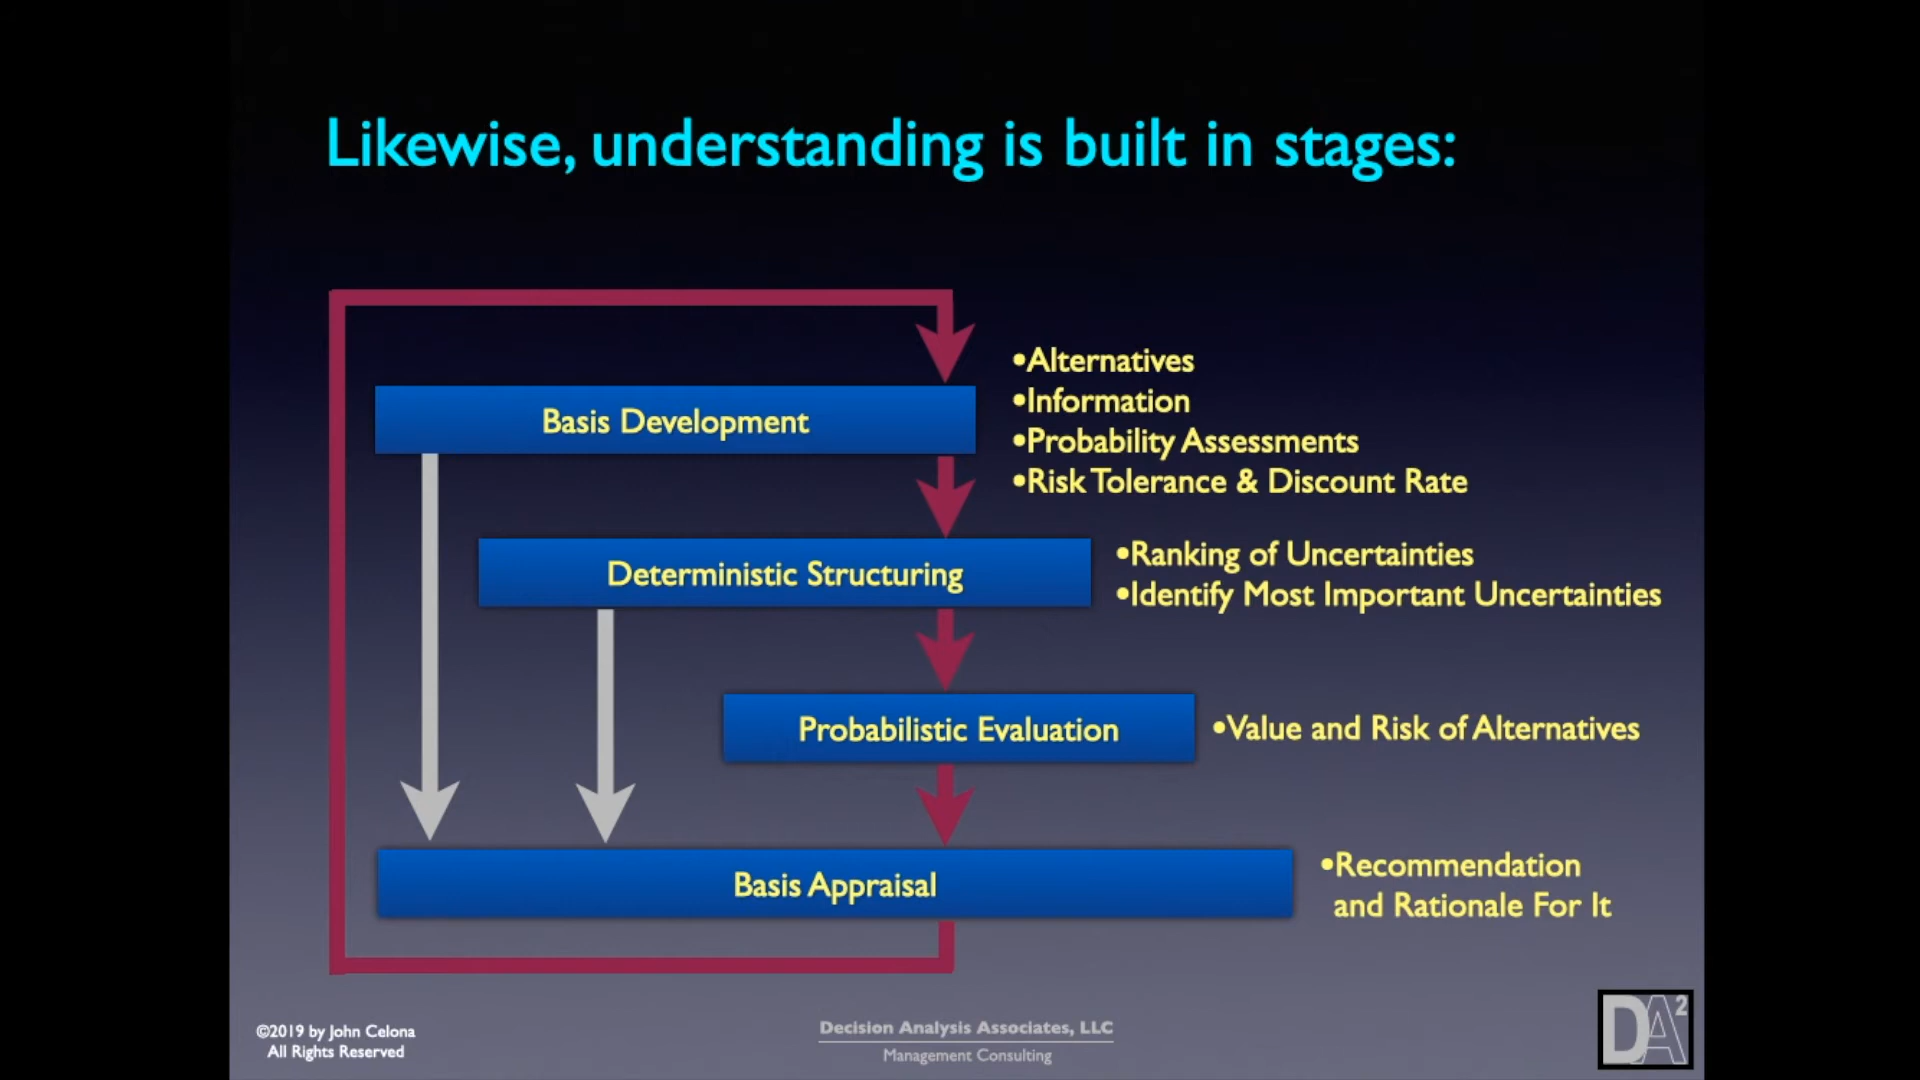 Likewise, understanding is built in stages:
Basis Development
•Alternatives
•Information
•Probability Assessments
•Risk Tolerance & Discount Rate
Deterministic Structuring
•Ranking of Uncertainties
•Identify Most Important Uncertainties
Probabilistic Evaluation
•Value and Risk of Alternatives
Basis Appraisal
•Recommendation
and Rationale For It
©2019 by John Celona
All Rights Reserved
Decision Analysis Associates, LLC
Management Consulting
DA2